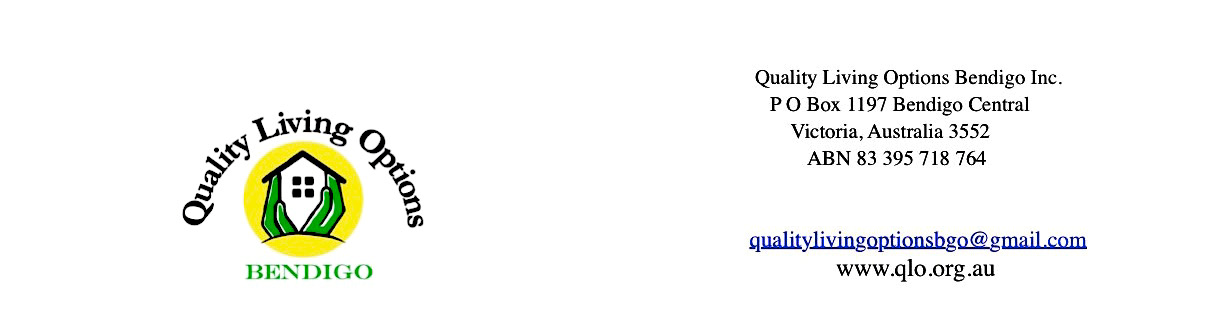 Quality Living Options
BENDIGO
Quality Living Options Bendigo Inc.
P O Box 1197 Bendigo Central
Victoria, Australia 3552
ABN 83 395 718 764
qualitylivingoptionsbgo@gmail.com
www.qlo.org.au